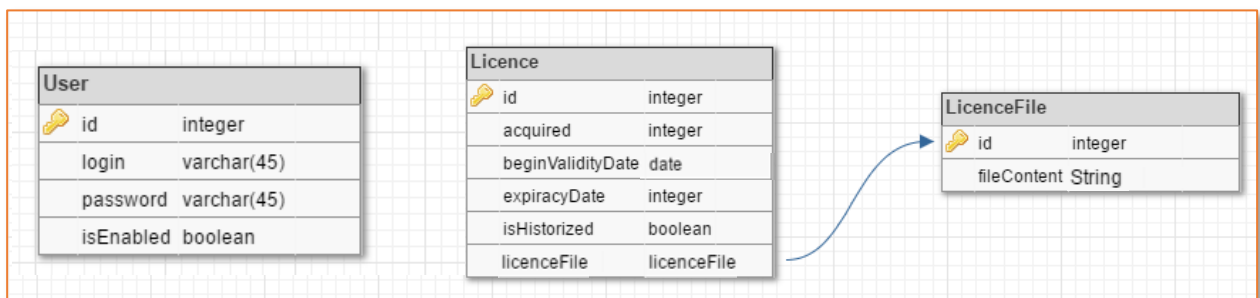 User
id integer
login varchar(45)
password varchar(45)
isEnabled boolean
Licence
id integer
acquired integer
beginValidityDate date
expiracyDate integer
isHistorized boolean
licenceFile licenceFile
LicenceFile
id integer
fileContent String